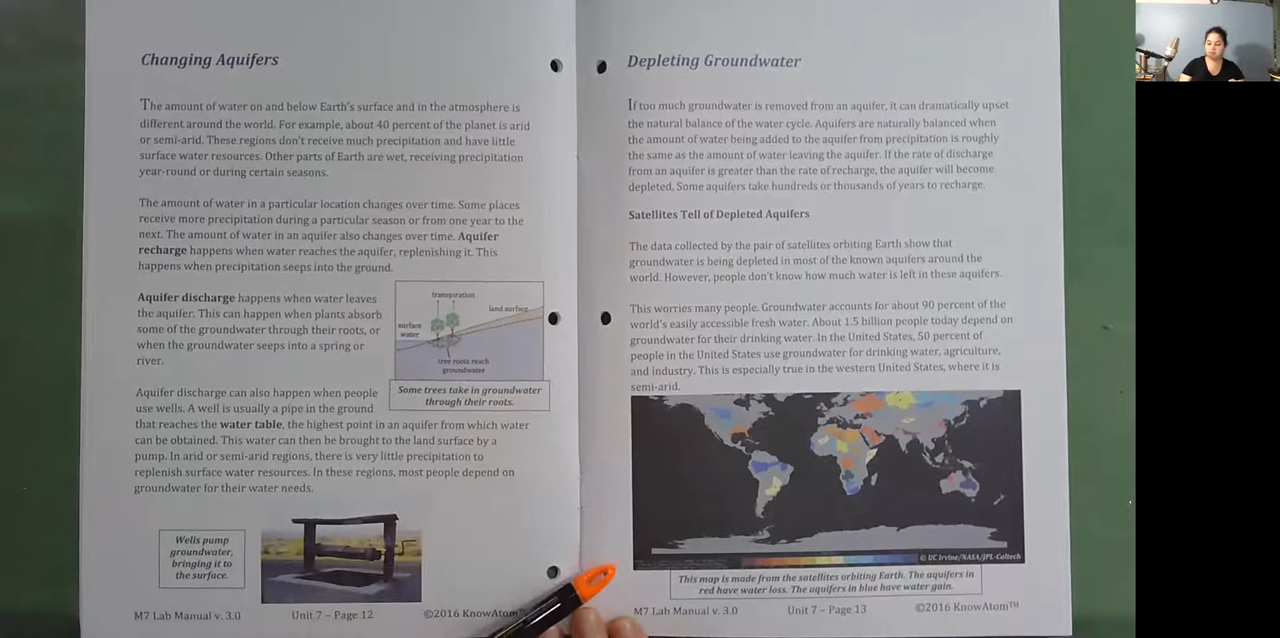 Changing Aquifers
The amount of water on and below Earth's surface and in the atmosphere is
different around the world. For example, about 40 percent of the planet is arid
or semi-arid. These regions don't receive much precipitation and have little
surface water resources. Other parts of Earth are wet, receiving precipitation
year-round or during certain seasons.
The amount of water in a particular location changes over time. Some places
receive more precipitation during a particular season or from one year to the
next. The amount of water in an aquifer also changes over time. Aquifer
recharge happens when water reaches the aquifer, replenishing it. This
happens when precipitation seeps into the ground.
Aquifer discharge happens when water leaves
the aquifer. This can happen when plants absorb
some of the groundwater through their roots, or
when the groundwater seeps into a spring or
river.
transpiration
land surface
surface
water
tree roots reach
groundwater
Some trees take in groundwater
through their roots.
Aquifer discharge can also happen when people
use wells. A well is usually a pipe in the ground
that reaches the water table, the highest point in an aquifer from which water
can be obtained. This water can then be brought to the land surface by a
pump. In arid or semi-arid regions, there is very little precipitation to
replenish surface water resources. In these regions, most people depend on
groundwater for their water needs.
Wells pump
groundwater,
bringing it to
the surface.
M7 Lab Manual v. 3.0 Unit 7 – Page 12 ©2016 KnowAtom
Depleting Groundwater
If too much groundwater is removed from an aquifer, it can dramatically upset
the natural balance of the water cycle. Aquifers are naturally balanced when
the amount of water being added to the aquifer from precipitation is roughly
the same as the amount of water leaving the aquifer. If the rate of discharge
from an aquifer is greater than the rate of recharge, the aquifer will become
depleted. Some aquifers take hundreds or thousands of years to recharge.
Satellites Tell of Depleted Aquifers
The data collected by the pair of satellites orbiting Earth show that
groundwater is being depleted in most of the known aquifers around the
world. However, people don't know how much water is left in these aquifers.
This worries many people. Groundwater accounts for about 90 percent of the
world's easily accessible fresh water. About 1.5 billion people today depend on
groundwater for their drinking water. In the United States, 50 percent of
people in the United States use groundwater for drinking water, agriculture,
and industry. This is especially true in the western United States, where it is
semi-arid.
© UC Irvine/NASA/JPL-Caltech
This map is made from the satellites orbiting Earth. The aquifers in
red have water loss. The aquifers in blue have water gain.
M7 Lab Manual v. 3.0 Unit 7 – Page 13 ©2016 KnowAtom™